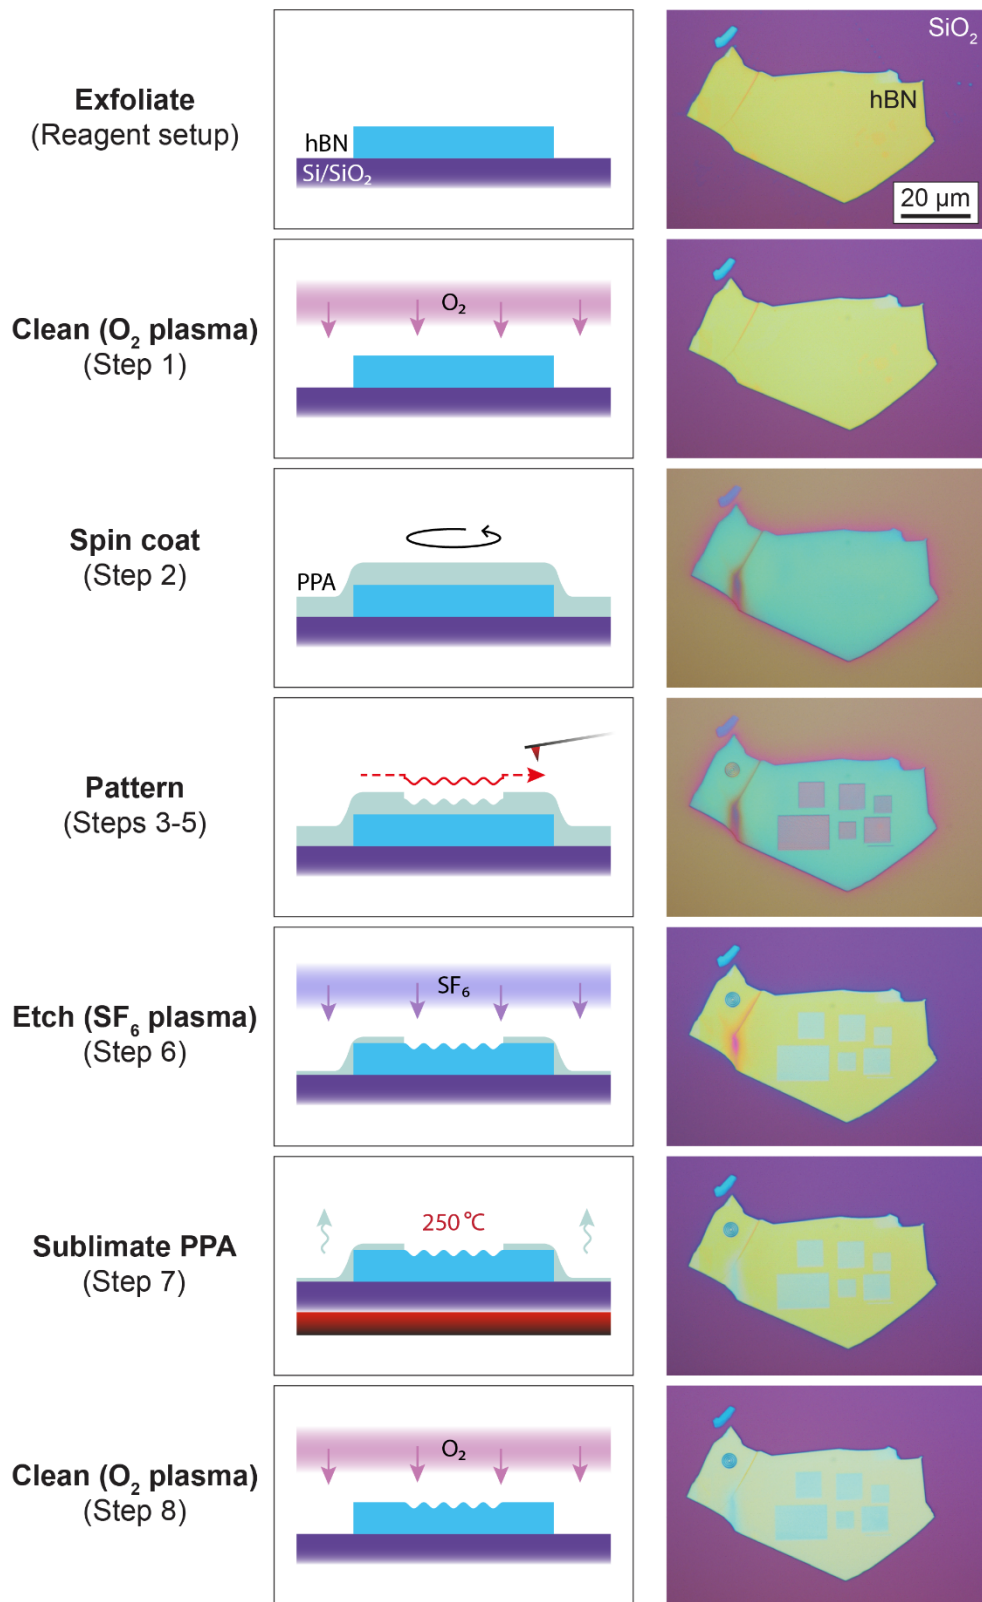 Exfoliate
(Reagent setup)
hBN
Si/SiO₂
SiO₂
hBN
20 μm
Clean (O₂ plasma)
(Step 1)
O₂
Spin coat
(Step 2)
PPA
Pattern
(Steps 3-5)
Etch (SF₆ plasma)
(Step 6)
SF₆
Sublimate PPA
(Step 7)
250 °C
Clean (O₂ plasma)
(Step 8)
O₂